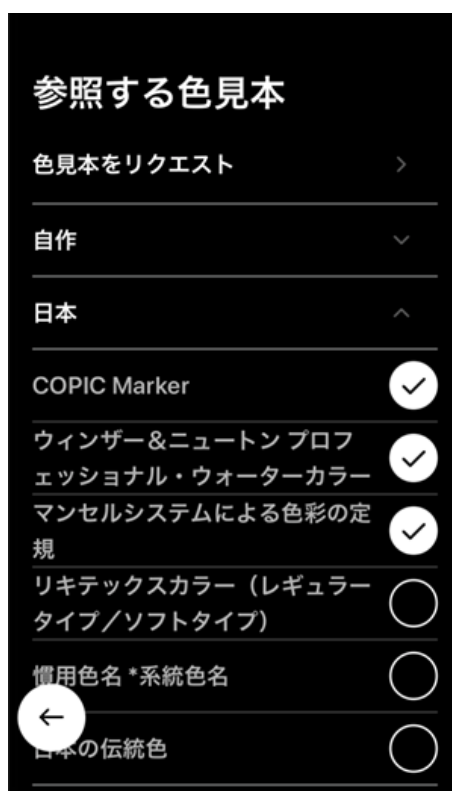 参照する色見本
色見本をリクエスト
自作
日本
COPIC Marker
ウィンザー＆ニュートン プロフ
ェッショナル・ウォーターカラー
マンセルシステムによる色彩の定
規
リキテックスカラー（レギュラー
タイプ／ソフトタイプ）
慣用色名 *系統色名
日本の伝統色